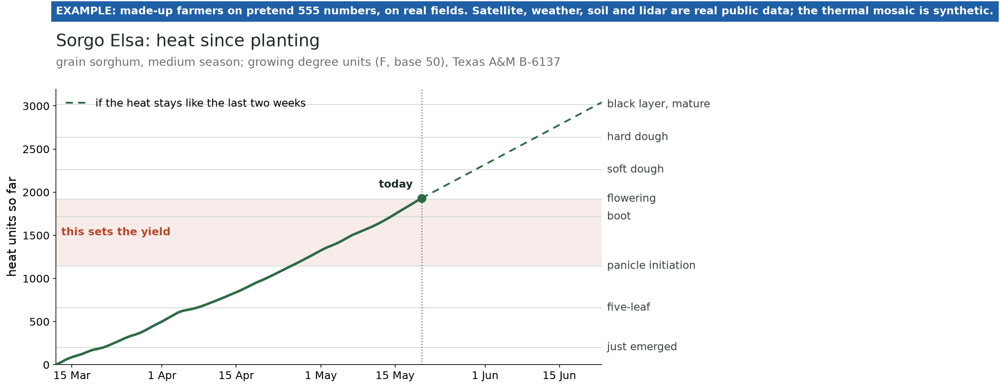 EXAMPLE: made-up farmers on pretend 555 numbers, on real fields. Satellite, weather, soil and lidar are real public data; the thermal mosaic is synthetic.
Sorgo Elsa: heat since planting
grain sorghum, medium season; growing degree units (F, base 50), Texas A&M B-6137
if the heat stays like the last two weeks
heat units so far
3000
2500
2000
1500
1000
500
0
today
this sets the yield
black layer, mature
hard dough
soft dough
flowering
boot
panicle initiation
five-leaf
just emerged
15 Mar
1 Apr
15 Apr
1 May
15 May
1 Jun
15 Jun